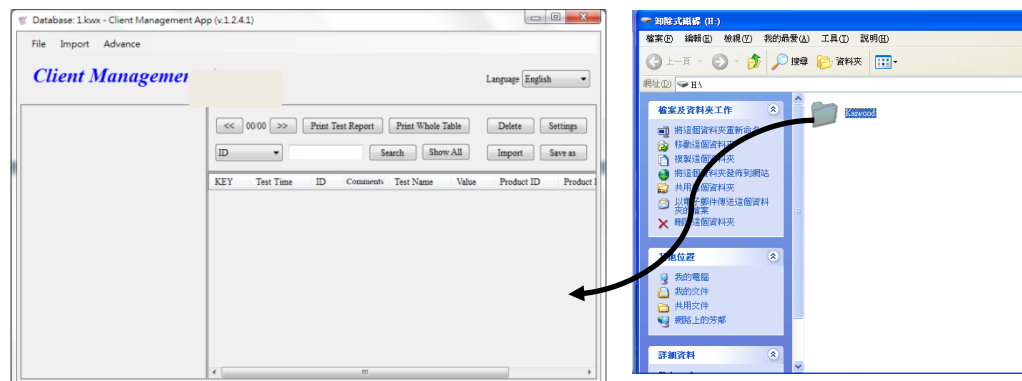 Database: 1.kwx - Client Management App (v.1.2.4.1)
File Import Advance
Client Managemen
Language English
<< 00/00 >> Print Test Report Print Whole Table Delete Settings
ID Search Show All Import Save as
KEY Test Time ID Comments Test Name Value Product ID Product I
卸除式磁碟 (H:)
檔案(F) 編輯(E) 檢視(V) 我的最愛(A) 工具(T) 說明(H)
上一頁 搜尋 資料夾
網址(D) H:\
檔案及資料夾工作
將這個資料夾重新命名
移動這個資料夾
複製這個資料夾
將這個資料夾發佈到網站
共用這個資料夾
以電子郵件傳送這個資料
夾的檔案
刪除這個資料夾
其他位置
我的電腦
我的文件
共用文件
網路上的芳鄰
詳細資料
Kaiwood